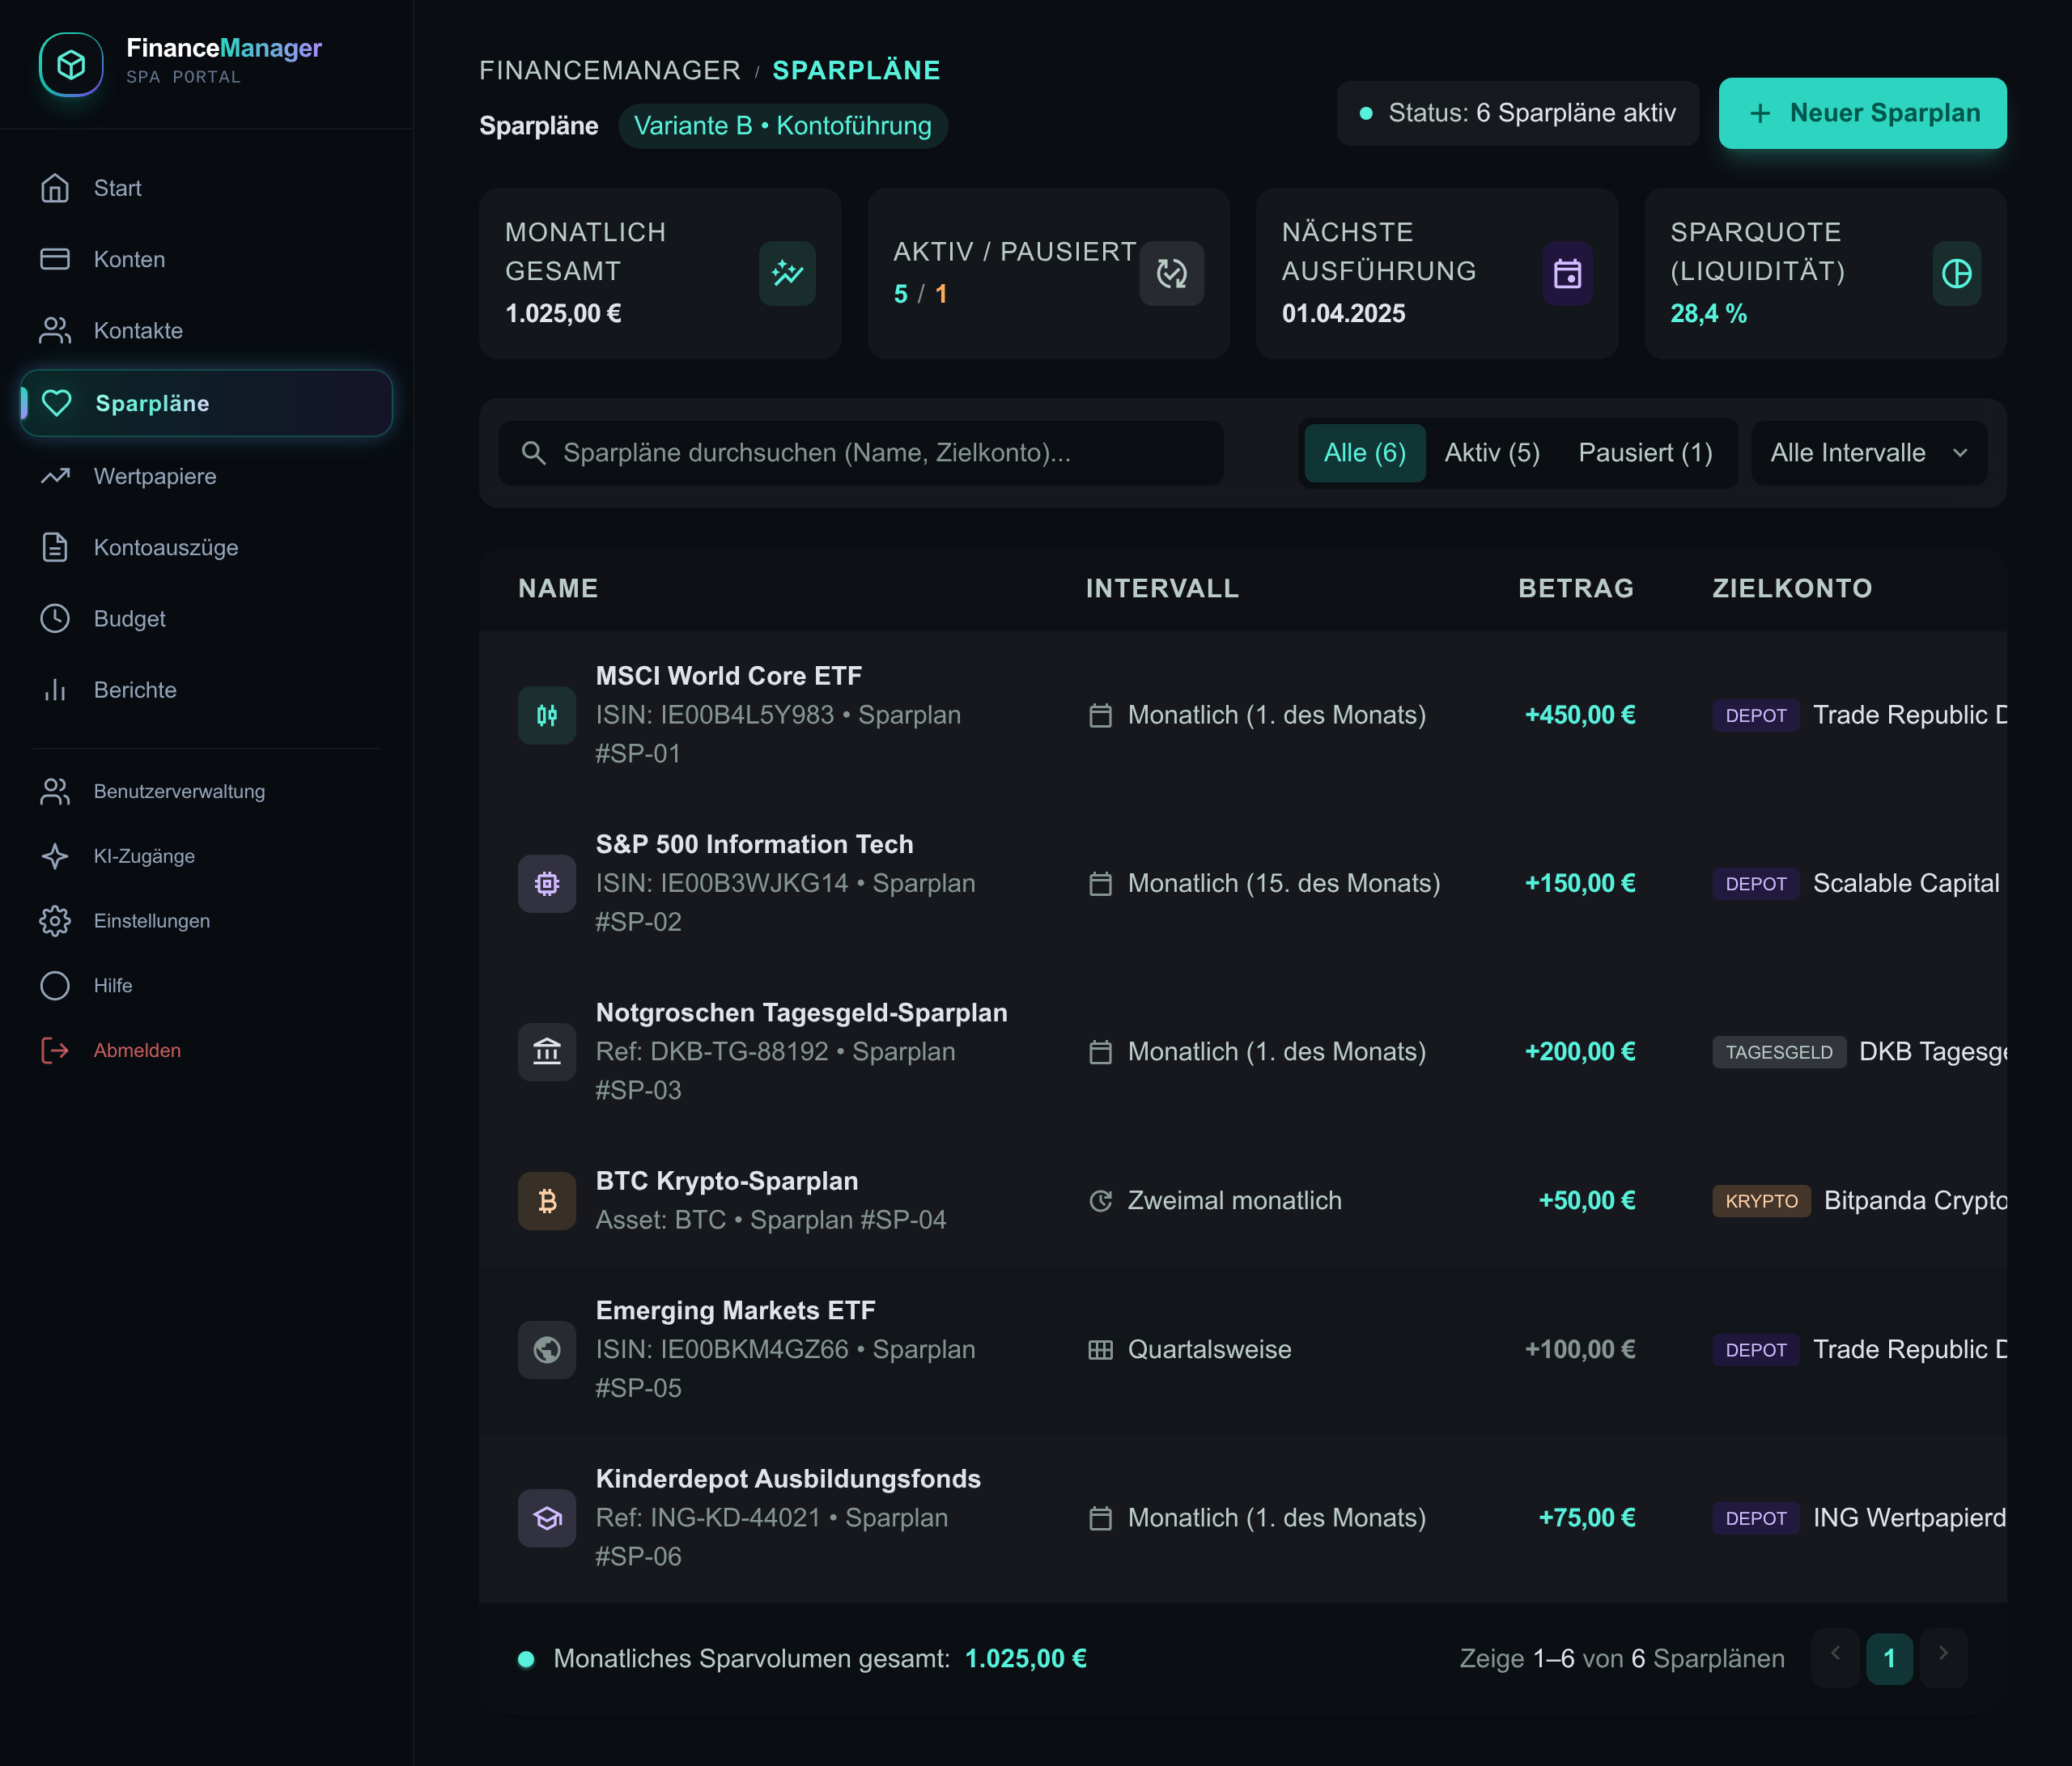 FinanceManager
SPA PORTAL
Start
Konten
Kontakte
Sparpläne
Wertpapiere
Kontoauszüge
Budget
Berichte
Benutzerverwaltung
KI-Zugänge
Einstellungen
Hilfe
Abmelden
FINANCEMANAGER / SPARPLÄNE
Sparpläne Variante B • Kontoführung
Status: 6 Sparpläne aktiv
+ Neuer Sparplan
MONATLICH
GESAMT
1.025,00 €
AKTIV / PAUSIERT
5 / 1
NÄCHSTE
AUSFÜHRUNG
01.04.2025
SPARQUOTE
(LIQUIDITÄT)
28,4 %
Sparpläne durchsuchen (Name, Zielkonto)...
Alle (6) Aktiv (5) Pausiert (1) Alle Intervalle
NAME INTERVALL BETRAG ZIELKONTO
MSCI World Core ETF
ISIN: IE00B4L5Y983 • Sparplan
#SP-01
Monatlich (1. des Monats) +450,00 € DEPOT Trade Republic D
S&P 500 Information Tech
ISIN: IE00B3WJKG14 • Sparplan
#SP-02
Monatlich (15. des Monats) +150,00 € DEPOT Scalable Capital
Notgroschen Tagesgeld-Sparplan
Ref: DKB-TG-88192 • Sparplan
#SP-03
Monatlich (1. des Monats) +200,00 € TAGESGELD DKB Tagesge
BTC Krypto-Sparplan
Asset: BTC • Sparplan #SP-04
Zweimal monatlich +50,00 € KRYPTO Bitpanda Crypto
Emerging Markets ETF
ISIN: IE00BKM4GZ66 • Sparplan
#SP-05
Quartalsweise +100,00 € DEPOT Trade Republic D
Kinderdepot Ausbildungsfonds
Ref: ING-KD-44021 • Sparplan
#SP-06
Monatlich (1. des Monats) +75,00 € DEPOT ING Wertpapierd
Monatliches Sparvolumen gesamt: 1.025,00 €
Zeige 1–6 von 6 Sparplänen
1